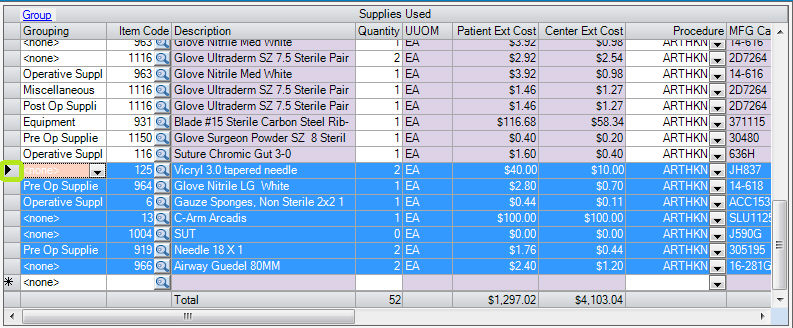 Group Supplies Used
Grouping Item Code Description Quantity UUOM Patient Ext Cost Center Ext Cost Procedure MFG Ca
<none> 963 Glove Nitrile Med White 1 EA $3.92 $0.98 ARTHKN 14-616
<none> 1116 Glove Ultraderm SZ 7.5 Sterile Pair 2 EA $2.92 $2.54 ARTHKN 2D7264
Operative Suppl 963 Glove Nitrile Med White 1 EA $3.92 $0.98 ARTHKN 14-616
Miscellaneous 1116 Glove Ultraderm SZ 7.5 Sterile Pair 1 EA $1.46 $1.27 ARTHKN 2D7264
Post Op Suppli 1116 Glove Ultraderm SZ 7.5 Sterile Pair 1 EA $1.46 $1.27 ARTHKN 2D7264
Equipment 931 Blade #15 Sterile Carbon Steel Rib- 1 EA $116.68 $58.34 ARTHKN 371115
Pre Op Supplie 1150 Glove Surgeon Powder SZ 8 Steril 1 EA $0.40 $0.20 ARTHKN 30480
Operative Suppl 116 Suture Chromic Gut 3-0 1 EA $1.60 $0.40 ARTHKN 636H
<none> 125 Vicryl 3.0 tapered needle 2 EA $40.00 $10.00 ARTHKN JH837
Pre Op Supplie 964 Glove Nitrile LG White 1 EA $2.80 $0.70 ARTHKN 14-618
Operative Suppl 6 Gauze Sponges, Non Sterile 2x2 1 1 EA $0.44 $0.11 ARTHKN ACC153
<none> 13 C-Arm Arcadis 1 EA $100.00 $100.00 ARTHKN SLU1125
<none> 1004 SUT 0 EA $0.00 $0.00 ARTHKN J590G
Pre Op Supplie 919 Needle 18 X 1 2 EA $1.76 $0.44 ARTHKN 305195
<none> 966 Airway Guedel 80MM 2 EA $2.40 $1.20 ARTHKN 16-281G
<none>
Total 52 $1,297.02 $4,103.04